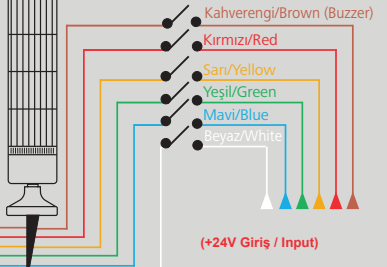 Kahverengi/Brown (Buzzer)
Kırmızı/Red
Sarı/Yellow
Yeşil/Green
Mavi/Blue
Beyaz/White
(+24V Giriş / Input)